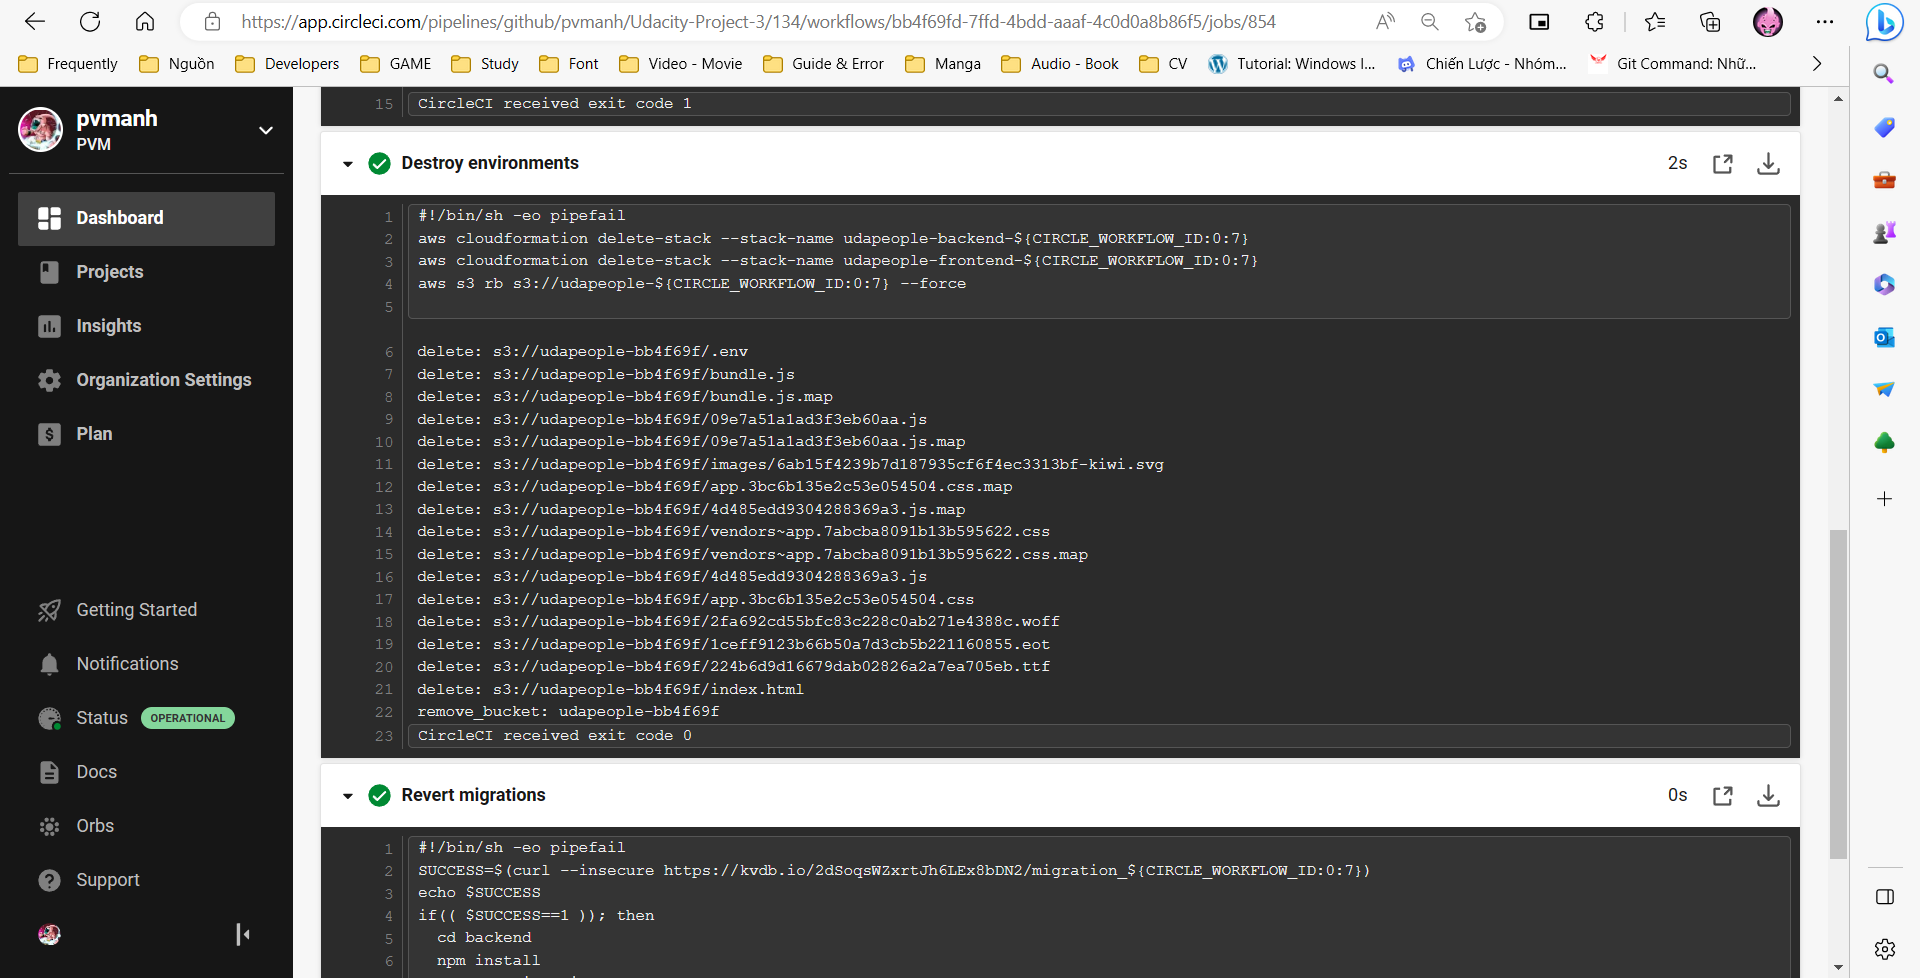 https://app.circleci.com/pipelines/github/pvmanh/Udacity-Project-3/134/workflows/bb4f69fd-7ffd-4bdd-aaaf-4c0d0a8b86f5/jobs/854
Frequently Nguồn Developers GAME Study Font Video - Movie Guide & Error Manga Audio - Book CV Tutorial: Windows I... Chiến Lược - Nhóm... Git Command: Nhữ...
pvmanh
PVM
Dashboard
Projects
Insights
Organization Settings
Plan
Getting Started
Notifications
Status OPERATIONAL
Docs
Orbs
Support
15 CircleCI received exit code 1
Destroy environments 2s
1 #!/bin/sh -eo pipefail
2 aws cloudformation delete-stack --stack-name udapeople-backend-${CIRCLE_WORKFLOW_ID:0:7}
3 aws cloudformation delete-stack --stack-name udapeople-frontend-${CIRCLE_WORKFLOW_ID:0:7}
4 aws s3 rb s3://udapeople-${CIRCLE_WORKFLOW_ID:0:7} --force
5
6 delete: s3://udapeople-bb4f69f/.env
7 delete: s3://udapeople-bb4f69f/bundle.js
8 delete: s3://udapeople-bb4f69f/bundle.js.map
9 delete: s3://udapeople-bb4f69f/09e7a51a1ad3f3eb60aa.js
10 delete: s3://udapeople-bb4f69f/09e7a51a1ad3f3eb60aa.js.map
11 delete: s3://udapeople-bb4f69f/images/6ab15f4239b7d187935cf6f4ec3313bf-kiwi.svg
12 delete: s3://udapeople-bb4f69f/app.3bc6b135e2c53e054504.css.map
13 delete: s3://udapeople-bb4f69f/4d485edd9304288369a3.js.map
14 delete: s3://udapeople-bb4f69f/vendors~app.7abcba8091b13b595622.css
15 delete: s3://udapeople-bb4f69f/vendors~app.7abcba8091b13b595622.css.map
16 delete: s3://udapeople-bb4f69f/4d485edd9304288369a3.js
17 delete: s3://udapeople-bb4f69f/app.3bc6b135e2c53e054504.css
18 delete: s3://udapeople-bb4f69f/2fa692cd55bfc83c228c0ab271e4388c.woff
19 delete: s3://udapeople-bb4f69f/1ceff9123b66b50a7d3cb5b221160855.eot
20 delete: s3://udapeople-bb4f69f/224b6d9d16679dab02826a2a7ea705eb.ttf
21 delete: s3://udapeople-bb4f69f/index.html
22 remove_bucket: udapeople-bb4f69f
23 CircleCI received exit code 0
Revert migrations 0s
1 #!/bin/sh -eo pipefail
2 SUCCESS=$(curl --insecure https://kvdb.io/2dSoqsWZxrtJh6LEx8bDN2/migration_${CIRCLE_WORKFLOW_ID:0:7})
3 echo $SUCCESS
4 if(( $SUCCESS==1 )); then
5 cd backend
6 npm install